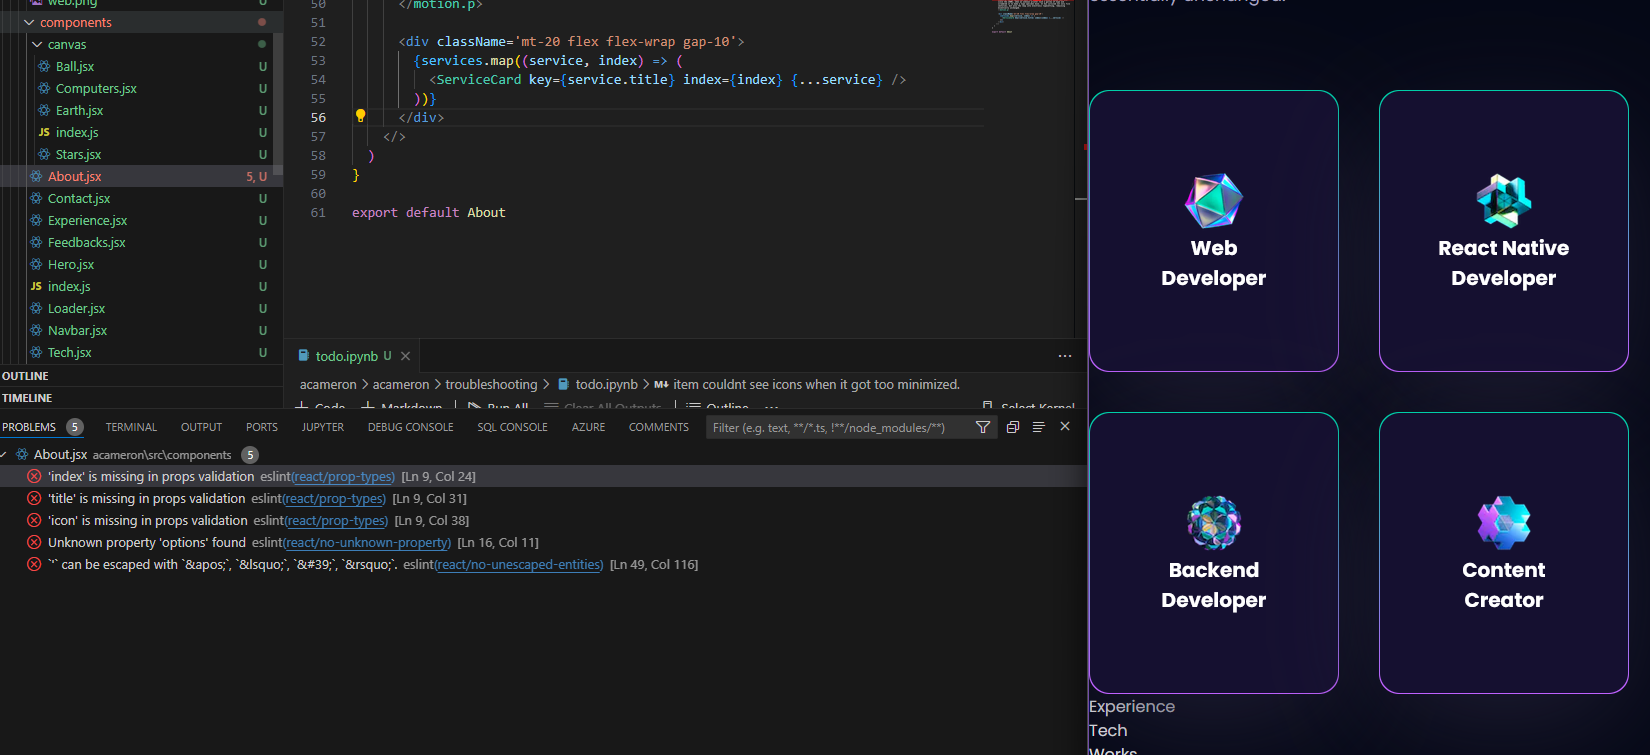 web.png U
components
canvas
Ball.jsx U
Computers.jsx U
Earth.jsx U
JS index.js U
Stars.jsx U
About.jsx 5, U
Contact.jsx U
Experience.jsx U
Feedbacks.jsx U
Hero.jsx U
JS index.js U
Loader.jsx U
Navbar.jsx U
Tech.jsx U
OUTLINE
TIMELINE
50 </motion.p>
51
52 <div className='mt-20 flex flex-wrap gap-10'>
53 {services.map((service, index) => (
54 <ServiceCard key={service.title} index={index} {...service} />
55 ))}
56 </div>
57 </>
58 )
59 }
60
61 export default About
todo.ipynb U
acameron > acameron > troubleshooting > todo.ipynb > M↓ item couldnt see icons when it got too minimized.
Code Markdown Run All Clear All Outputs Outline ... Select Kernel
PROBLEMS 5 TERMINAL OUTPUT PORTS JUPYTER DEBUG CONSOLE SQL CONSOLE AZURE COMMENTS Filter (e.g. text, **/*.ts, !**/node_modules/**)
About.jsx acameron\src\components 5
'index' is missing in props validation eslint(react/prop-types) [Ln 9, Col 24]
'title' is missing in props validation eslint(react/prop-types) [Ln 9, Col 31]
'icon' is missing in props validation eslint(react/prop-types) [Ln 9, Col 38]
Unknown property 'options' found eslint(react/no-unknown-property) [Ln 16, Col 11]
`'` can be escaped with `&apos;`, `&lsquo;`, `&#39;`, `&rsquo;`. eslint(react/no-unescaped-entities) [Ln 49, Col 116]
essentially unchanged.
Web
Developer
React Native
Developer
Backend
Developer
Content
Creator
Experience
Tech
Works